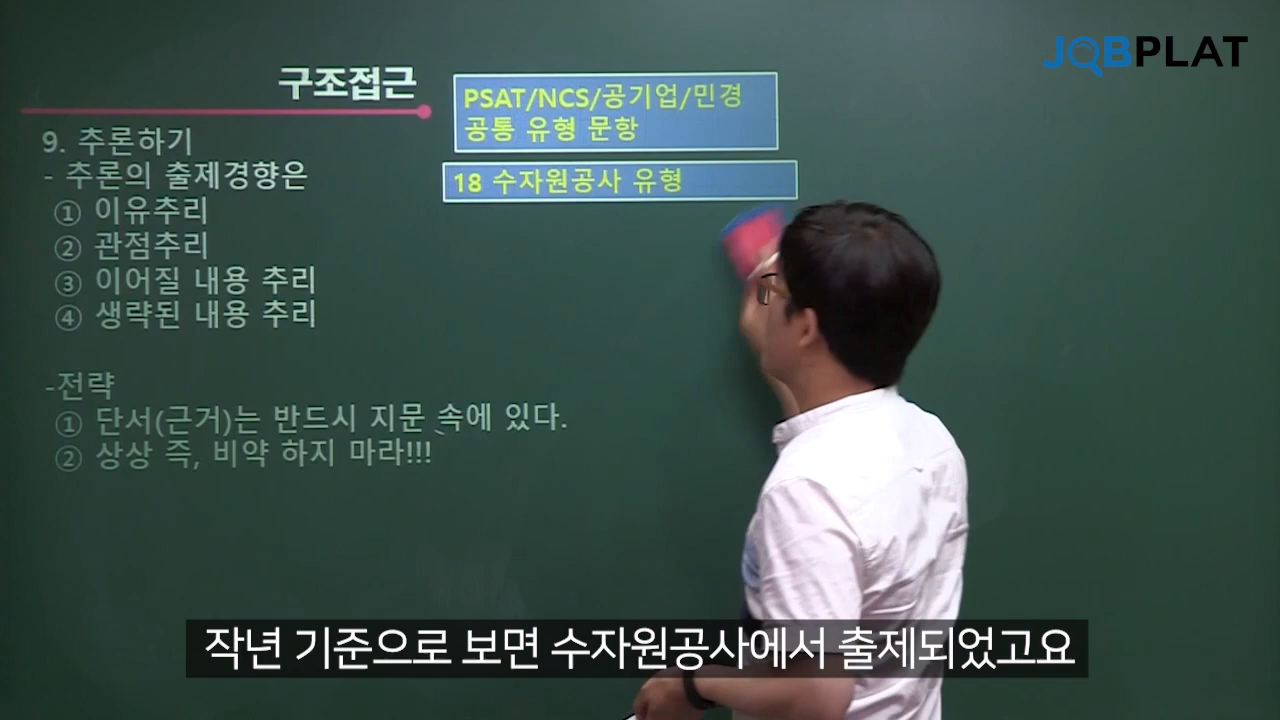 JOBPLAT
구조접근
PSAT/NCS/공기업/민경
공통 유형 문항
18 수자원공사 유형
9. 추론하기
- 추론의 출제경향은
① 이유추리
② 관점추리
③ 이어질 내용 추리
④ 생략된 내용 추리
-전략
① 단서(근거)는 반드시 지문 속에 있다.
② 상상 즉, 비약 하지 마라!!!
작년 기준으로 보면 수자원공사에서 출제되었고요